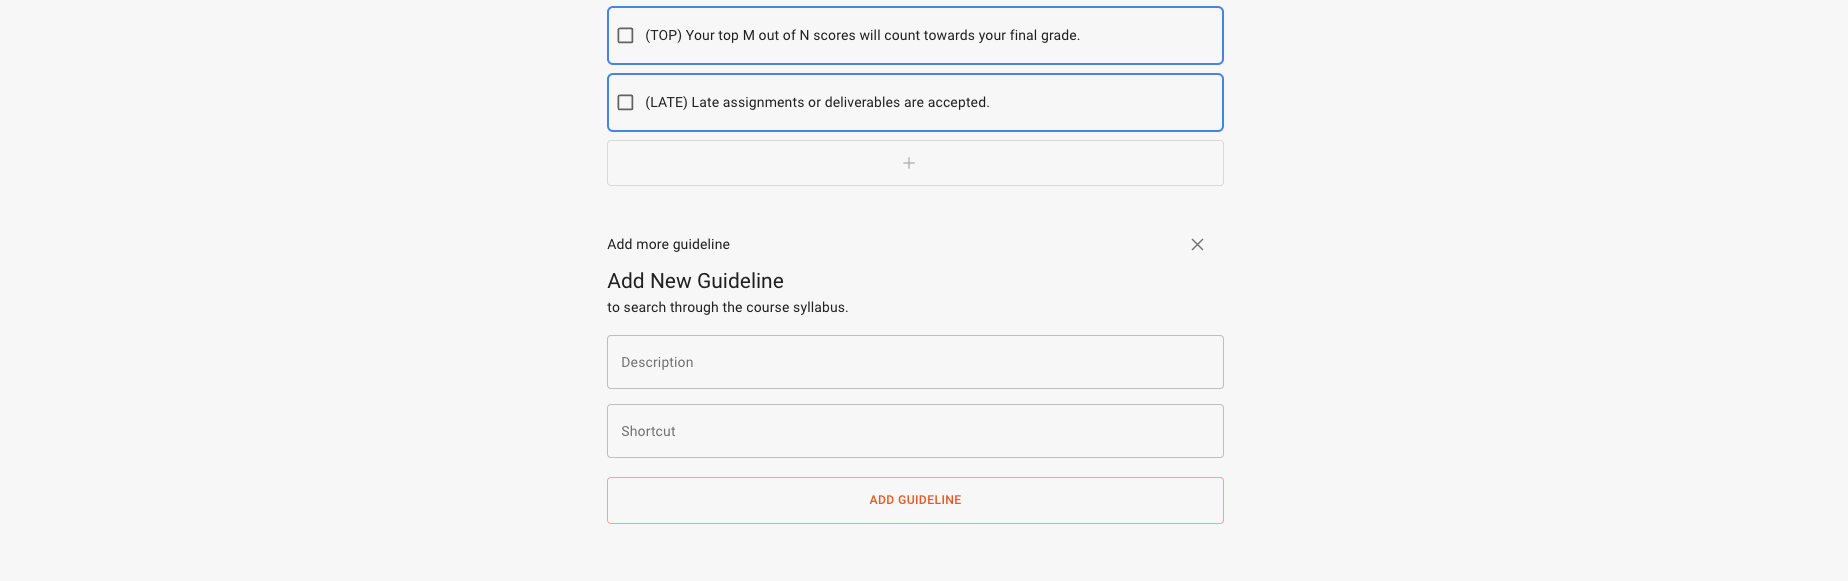 (TOP) Your top M out of N scores will count towards your final grade.
(LATE) Late assignments or deliverables are accepted.
+
Add more guideline
Add New Guideline
to search through the course syllabus.
Description
Shortcut
ADD GUIDELINE